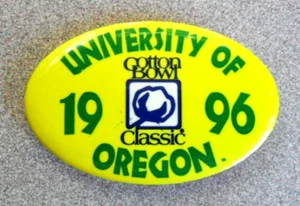 UNIVERSITY OF
Cotton
Bowl
19 96
Classic
OREGON